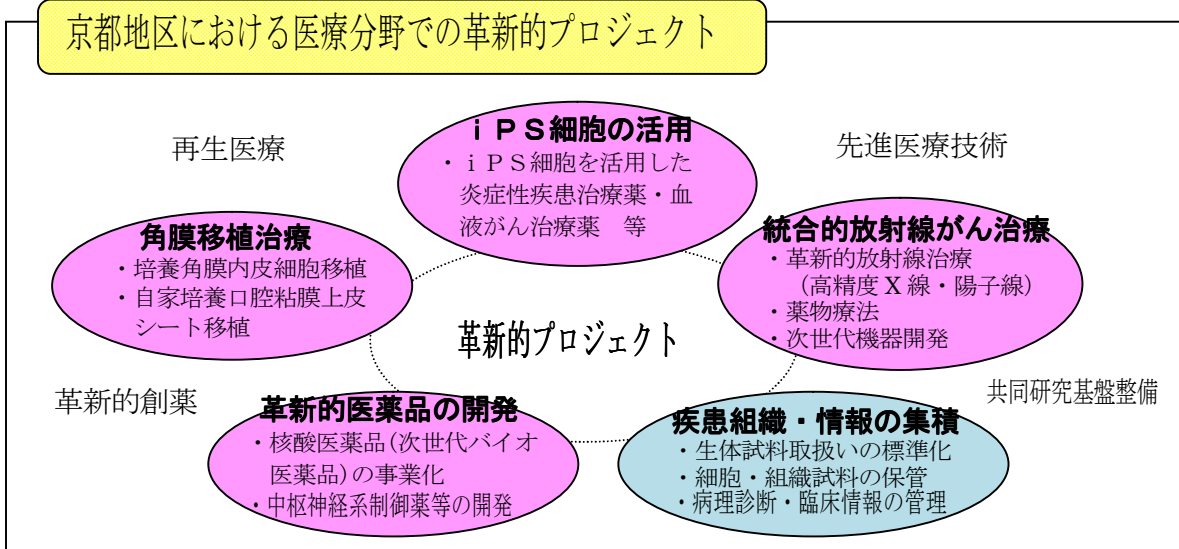 京都地区における医療分野での革新的プロジェクト
再生医療
先進医療技術
ｉＰＳ細胞の活用
・ｉＰＳ細胞を活用した
炎症性疾患治療薬・血
液がん治療薬　等
角膜移植治療
・培養角膜内皮細胞移植
・自家培養口腔粘膜上皮
シート移植
統合的放射線がん治療
・革新的放射線治療
（高精度Ｘ線・陽子線）
・薬物療法
・次世代機器開発
革新的プロジェクト
革新的創薬
共同研究基盤整備
革新的医薬品の開発
・核酸医薬品(次世代バイオ
医薬品)の事業化
・中枢神経系制御薬等の開発
疾患組織・情報の集積
・生体試料取扱いの標準化
・細胞・組織試料の保管
・病理診断・臨床情報の管理